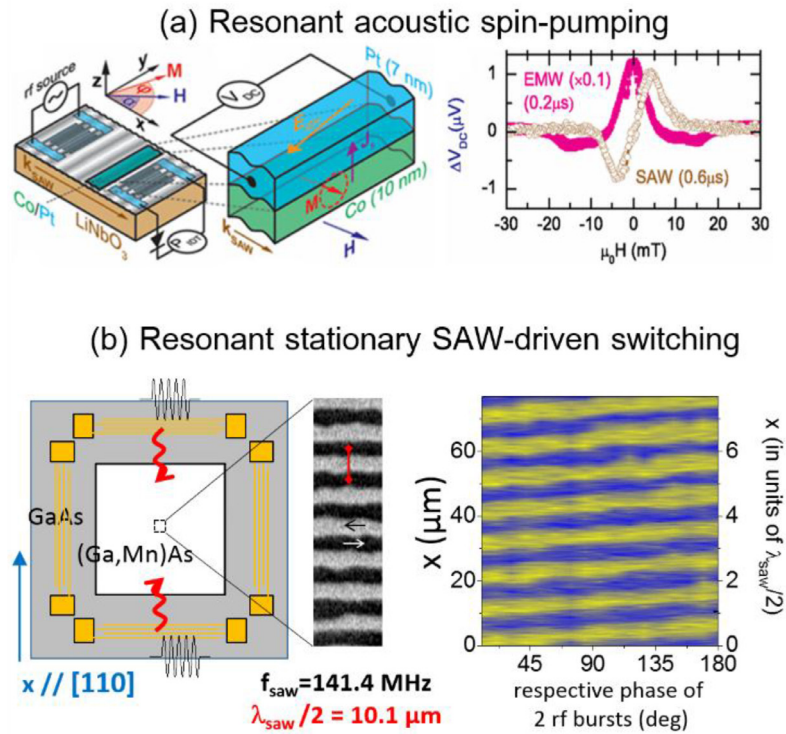 (a) Resonant acoustic spin-pumping
rf source
z
y
x
M
H
φ
k_SAW
Co/Pt
LiNbO₃
V_DC
Pt (7 nm)
J_s
M
Co (10 nm)
k_SAW
H
ΔV_DC(μV)
1
0
-1
EMW (×0.1)
(0.2μs)
SAW (0.6μs)
-30 -20 -10 0 10 20 30
μ₀H (mT)
(b) Resonant stationary SAW-driven switching
GaAs
(Ga,Mn)As
x // [110]
f_saw=141.4 MHz
λ_saw/2 = 10.1 μm
x (μm)
60
40
20
0
45 90 135 180
respective phase of
2 rf bursts (deg)
6
4
2
0
x (in units of λ_saw/2)